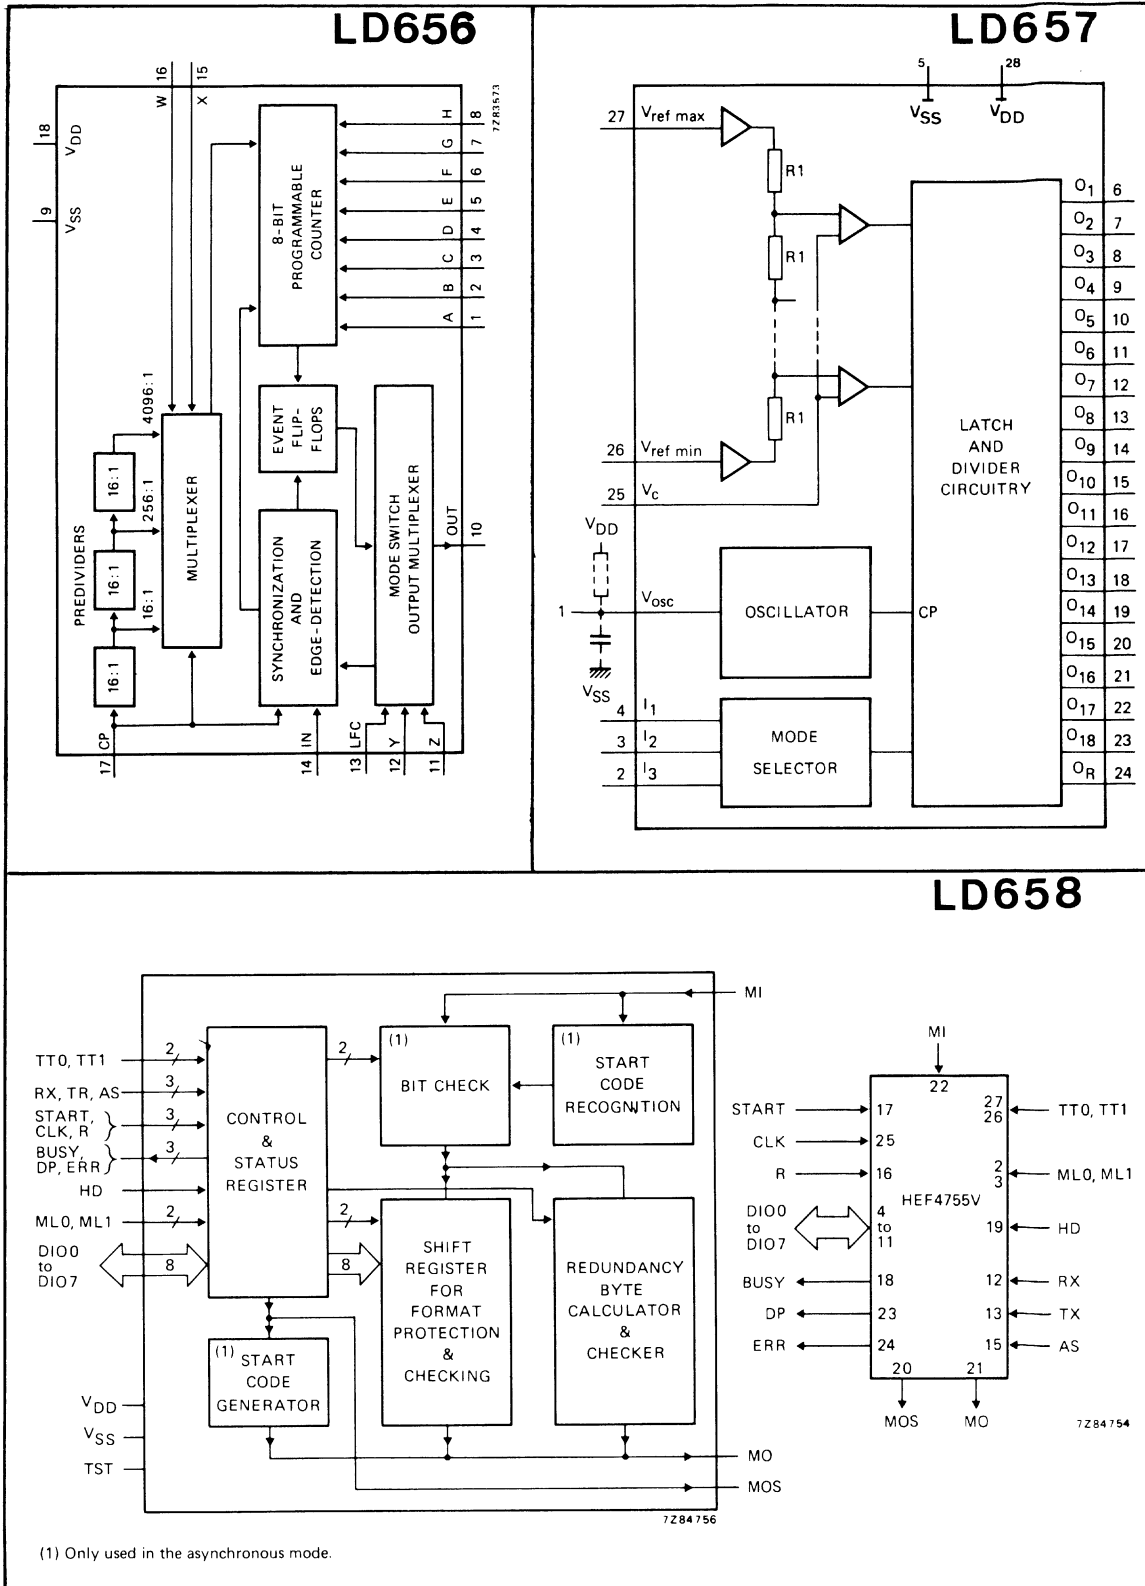 LD656
18
VDD
9
VSS
W 16
X 15
8-BIT
PROGRAMMABLE
COUNTER
H 8
G 7
F 6
E 5
D 4
C 3
B 2
A 1
7Z83573
PREDIVIDERS
16:1
16:1
16:1
4096:1
256:1
16:1
MULTIPLEXER
EVENT
FLIP-
FLOPS
SYNCHRONIZATION
AND
EDGE-DETECTION
MODE SWITCH
OUTPUT MULTIPLEXER
OUT
10
17 CP
14 IN
13 LFC
12 Y
11 Z
LD657
5
VSS
28
VDD
27 Vref max
R1
R1
R1
26 Vref min
25 Vc
VDD
1
Vosc
VSS
OSCILLATOR
CP
4 I1
3 I2
2 I3
MODE
SELECTOR
LATCH
AND
DIVIDER
CIRCUITRY
O1 6
O2 7
O3 8
O4 9
O5 10
O6 11
O7 12
O8 13
O9 14
O10 15
O11 16
O12 17
O13 18
O14 19
O15 20
O16 21
O17 22
O18 23
OR 24
LD658
TT0, TT1
2
RX, TR, AS
3
START,
CLK, R
3
BUSY,
DP, ERR
3
HD
ML0, ML1
2
DIO0
to
DIO7
8
VDD
VSS
TST
CONTROL
&
STATUS
REGISTER
2
2
8
(1)
BIT CHECK
(1)
START
CODE
RECOGNITION
MI
SHIFT
REGISTER
FOR
FORMAT
PROTECTION
&
CHECKING
REDUNDANCY
BYTE
CALCULATOR
&
CHECKER
(1)
START
CODE
GENERATOR
MO
MOS
7Z84756
MI
22
START 17
CLK 25
R 16
DIO0
to
DIO7
4
to
11
BUSY 18
DP 23
ERR 24
HEF4755V
27
26
TT0, TT1
2
3
ML0, ML1
19 HD
12 RX
13 TX
15 AS
20
21
MOS
MO
7Z84754
(1) Only used in the asynchronous mode.